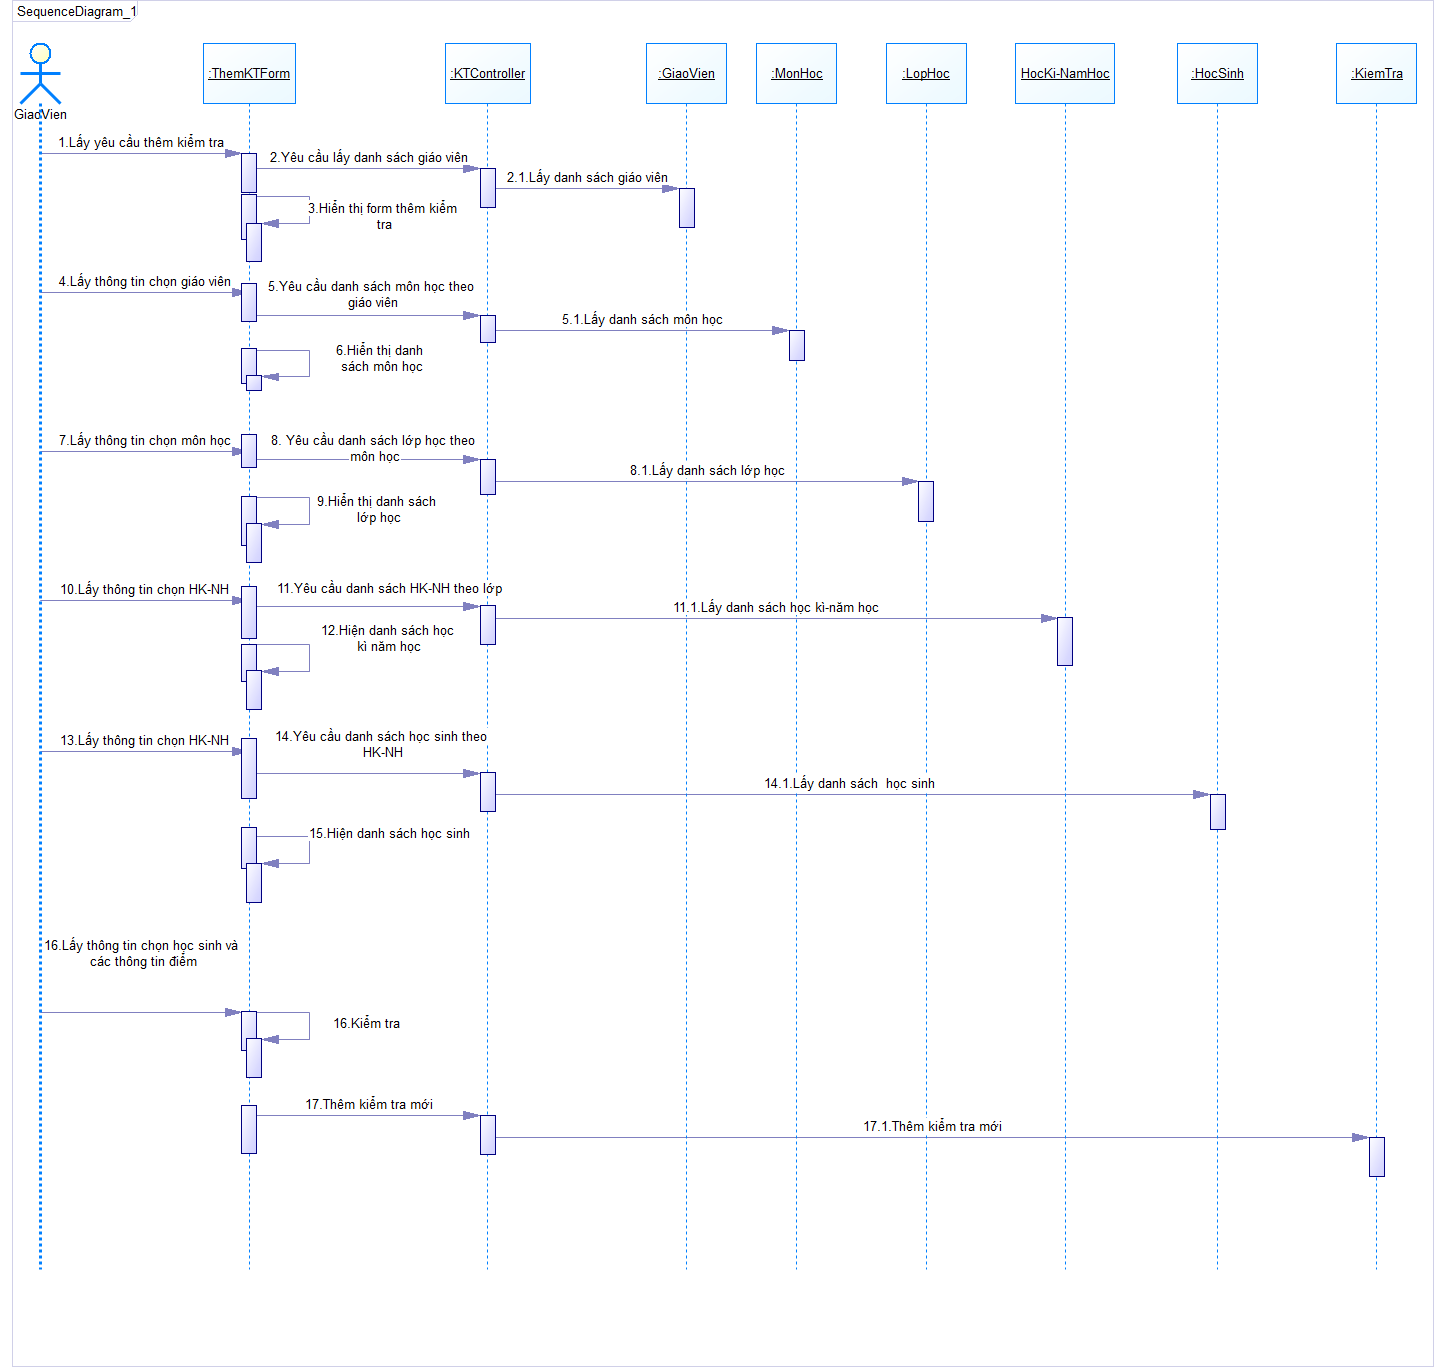 SequenceDiagram_1
GiaoVien
:ThemKTForm
:KTController
:GiaoVien
:MonHoc
:LopHoc
HocKi-NamHoc
:HocSinh
:KiemTra
1.Lấy yêu cầu thêm kiểm tra
2.Yêu cầu lấy danh sách giáo viên
2.1.Lấy danh sách giáo viên
3.Hiển thị form thêm kiểm
tra
4.Lấy thông tin chọn giáo viên
5.Yêu cầu danh sách môn học theo
giáo viên
5.1.Lấy danh sách môn học
6.Hiển thị danh
sách môn học
7.Lấy thông tin chọn môn học
8. Yêu cầu danh sách lớp học theo
môn học
8.1.Lấy danh sách lớp học
9.Hiển thị danh sách
lớp học
10.Lấy thông tin chọn HK-NH
11.Yêu cầu danh sách HK-NH theo lớp
11.1.Lấy danh sách học kì-năm học
12.Hiện danh sách học
kì năm học
13.Lấy thông tin chọn HK-NH
14.Yêu cầu danh sách học sinh theo
HK-NH
14.1.Lấy danh sách  học sinh
15.Hiện danh sách học sinh
16.Lấy thông tin chọn học sinh và
các thông tin điểm
16.Kiểm tra
17.Thêm kiểm tra mới
17.1.Thêm kiểm tra mới